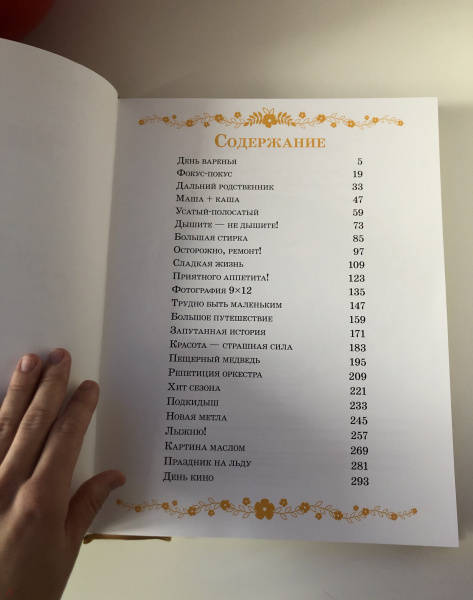 Содержание
День варенья 5
Фокус-покус 19
Дальний родственник 33
Маша + каша 47
Усатый-полосатый 59
Дышите — не дышите! 73
Большая стирка 85
Осторожно, ремонт! 97
Сладкая жизнь 109
Приятного аппетита! 123
Фотография 9×12 135
Трудно быть маленьким 147
Большое путешествие 159
Запутанная история 171
Красота — страшная сила 183
Пещерный медведь 195
Репетиция оркестра 209
Хит сезона 221
Подкидыш 233
Новая метла 245
Лыжню! 257
Картина маслом 269
Праздник на льду 281
День кино 293